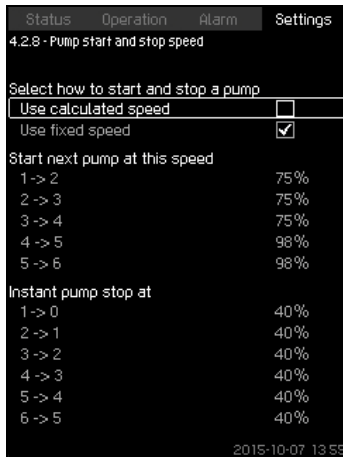 Status Operation Alarm Settings
4.2.8 - Pump start and stop speed
Select how to start and stop a pump
Use calculated speed
Use fixed speed
Start next pump at this speed
1 -> 2 75%
2 -> 3 75%
3 -> 4 75%
4 -> 5 98%
5 -> 6 98%
Instant pump stop at
1 -> 0 40%
2 -> 1 40%
3 -> 2 40%
4 -> 3 40%
5 -> 4 40%
6 -> 5 40%
2015-10-07 13:55